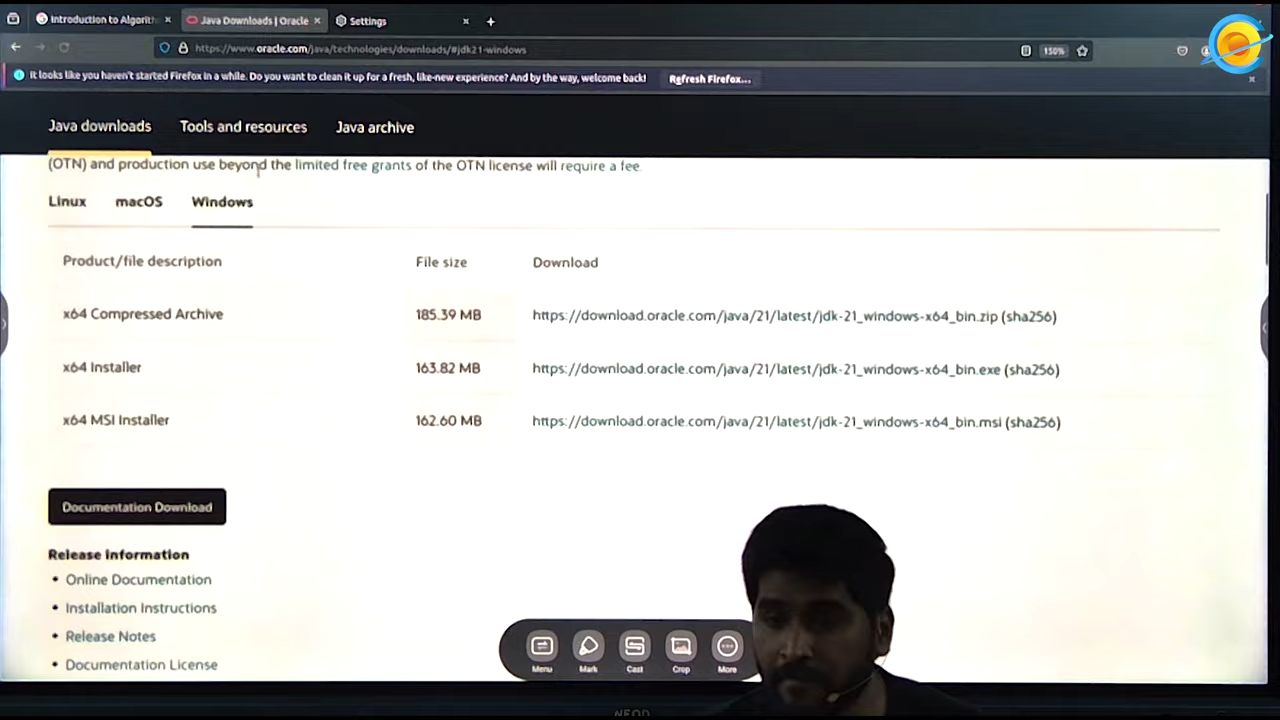 Introduction to Algorith
Java Downloads | Oracle
Settings
https://www.oracle.com/java/technologies/downloads/#jdk21-windows
150%
It looks like you haven't started Firefox in a while. Do you want to clean it up for a fresh, like-new experience? And by the way, welcome back!
Refresh Firefox...
Java downloads
Tools and resources
Java archive
(OTN) and production use beyond the limited free grants of the OTN license will require a fee.
Linux
macOS
Windows
Product/file description
File size
Download
x64 Compressed Archive
185.39 MB
https://download.oracle.com/java/21/latest/jdk-21_windows-x64_bin.zip (sha256)
x64 Installer
163.82 MB
https://download.oracle.com/java/21/latest/jdk-21_windows-x64_bin.exe (sha256)
x64 MSI Installer
162.60 MB
https://download.oracle.com/java/21/latest/jdk-21_windows-x64_bin.msi (sha256)
Documentation Download
Release Information
• Online Documentation
• Installation Instructions
• Release Notes
• Documentation License
Menu
Mark
Cast
Crop
More